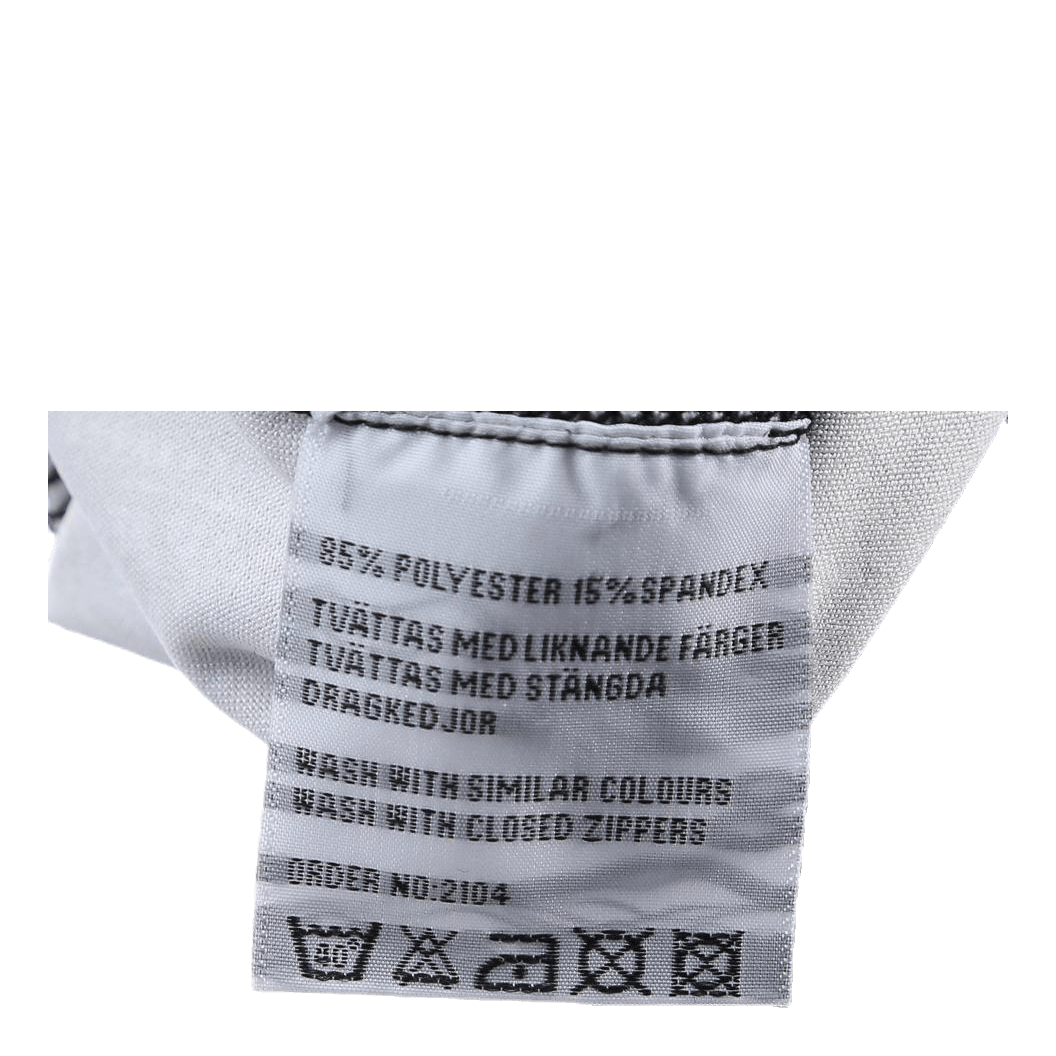 85% POLYESTER 15% SPANDEX
TVÄTTAS MED LIKNANDE FÄRGER
TVÄTTAS MED STÄNGDA
DRAGKEDJOR
WASH WITH SIMILAR COLOURS
WASH WITH CLOSED ZIPPERS
ORDER NO:2104